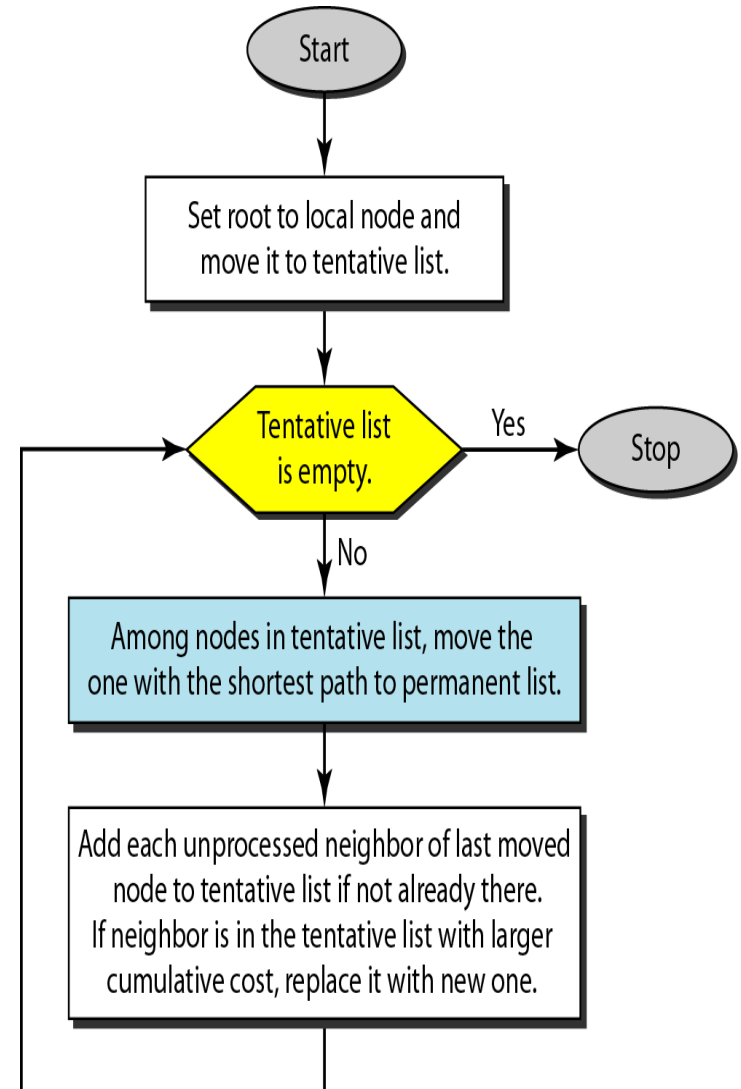 Start
Set root to local node and
move it to tentative list.
Tentative list
is empty.
Yes
Stop
No
Among nodes in tentative list, move the
one with the shortest path to permanent list.
Add each unprocessed neighbor of last moved
node to tentative list if not already there.
If neighbor is in the tentative list with larger
cumulative cost, replace it with new one.